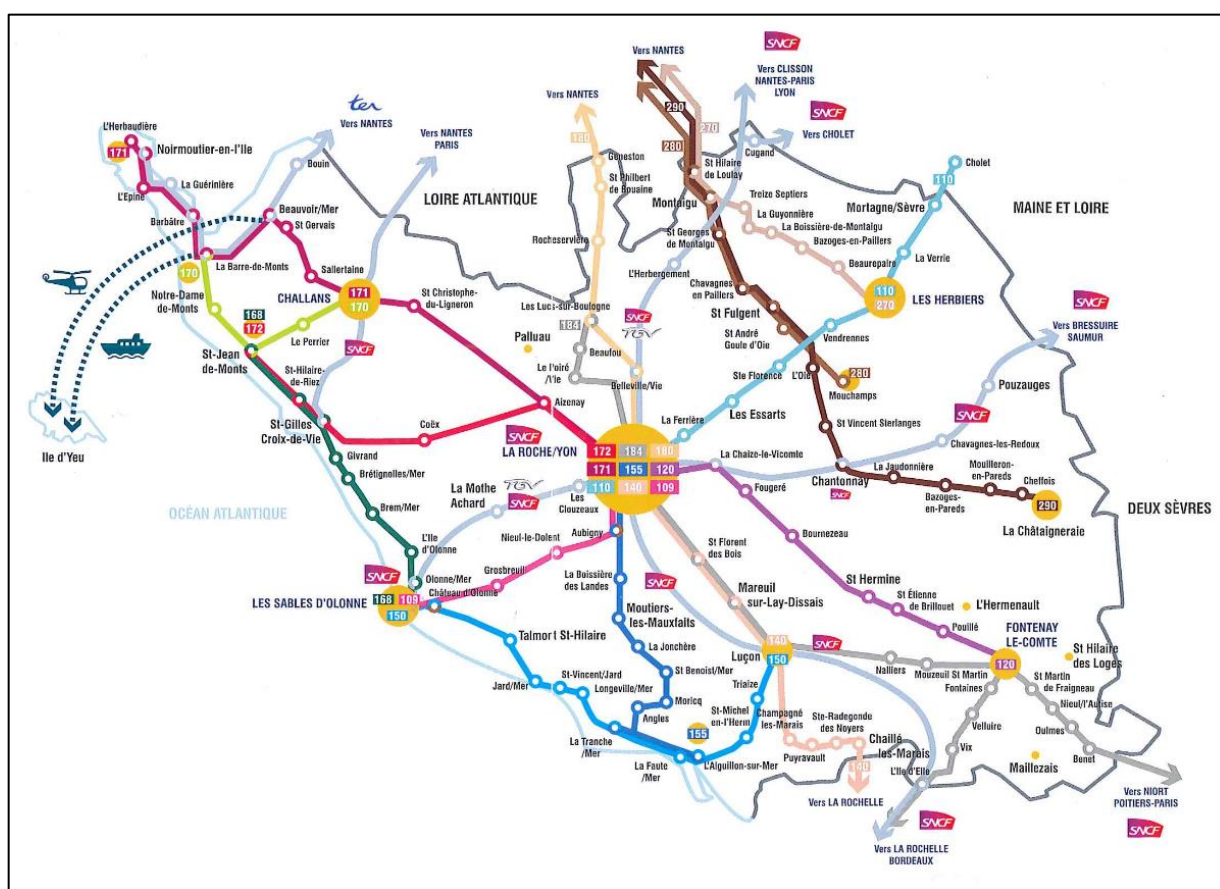 SNCF
Vers NANTES
Vers CLISSON
NANTES-PARIS
LYON
SNCF
Vers NANTES
ter
Vers NANTES
Vers NANTES
PARIS
Vers CHOLET
L'Herbaudière
171
Noirmoutier-en-l'Ile
La Guérinière
L'Epine
Barbâtre
Bouin
Beauvoir/Mer
St Gervais
La Barre-de-Monts
170
Notre-Dame
de-Monts
Sallertaine
CHALLANS
171
170
168
172
Le Perrier
St-Jean
de-Monts
SNCF
St-Hilaire-
de-Riez
St-Gilles
Croix-de-Vie
Ile d'Yeu
LOIRE ATLANTIQUE
St Christophe-
du-Ligneron
Palluau
180
Geneston
St Philbert
de Bouaine
Rocheservière
Les Lucs-sur-Boulogne
184
Beaufou
Belleville/Vie
SNCF
TGV
L'Herbergement
290
280
270
St Hilaire
de Loulay
Cugand
Montaigu
Treize Septiers
La Guyonnière
La Boissière-de-Montaigu
Bazoges-en-Paillers
Beaurepaire
St Georges
de Montaigu
Chavagnes
en Paillers
St Fulgent
St André
Goule d'Oie
Cholet
110
Mortagne/Sèvre
La Verrie
110
270
LES HERBIERS
MAINE ET LOIRE
SNCF
Vers BRESSUIRE
SAUMUR
Vendrennes
Ste Florence
L'Oie
280
Mouchamps
Les Essarts
La Ferrière
Pouzauges
SNCF
St Vincent Sterlanges
Chavagnes-les-Redoux
Aizenay
Coëx
Givrand
Brétignolles/Mer
Brem/Mer
L'Ile
d'Olonne
Olonne/Mer
OCÉAN ATLANTIQUE
SNCF
LA ROCHE/YON
172 184 180
171 155 120
110 140 109
La Chaize-le-Vicomte
Fougeré
Bournezeau
Chantonnay
SNCF
La Jaudonnière
Bazoges-
en-Pareds
Mouilleron-
en-Pareds
Cheffois
290
La Châtaigneraie
DEUX SÈVRES
La Mothe
Achard
TGV
SNCF
Les
Clouzeaux
Aubigny
Nieul-le-Dolent
Grosbreuil
Château d'Olonne
SNCF
LES SABLES D'OLONNE
168 109
150
La Boissière
des Landes
SNCF
St Florent
des Bois
Mareuil
sur-Lay-Dissais
Moutiers-
les-Mauxfaits
La Jonchère
St Benoist/Mer
Moricq
Angles
Talmont St-Hilaire
Jard/Mer
St-Vincent/Jard
Longeville/Mer
La Tranche
/Mer
La Faute
/Mer
155
L'Aiguillon-sur-Mer
St-Michel
en-l'Herm
Triaize
Luçon
140
150
SNCF
Nalliers
Mouzeuil St Martin
St Hermine
St Étienne
de Brillouet
Pouillé
L'Hermenault
FONTENAY
LE-COMTE
120
St Hilaire
des Loges
Fontaines
Velluire
Vix
L'Ile d'Elle
St Martin
de Fraigneau
Nieul/l'Autise
Oulmes
Benet
Maillezais
Champagné
les-Marais
Puyravault
Ste-Radegonde
des Noyers
Chaillé
les-Marais
140
Vers LA ROCHELLE
SNCF
Vers LA ROCHELLE
BORDEAUX
Vers NIORT
POITIERS-PARIS
SNCF